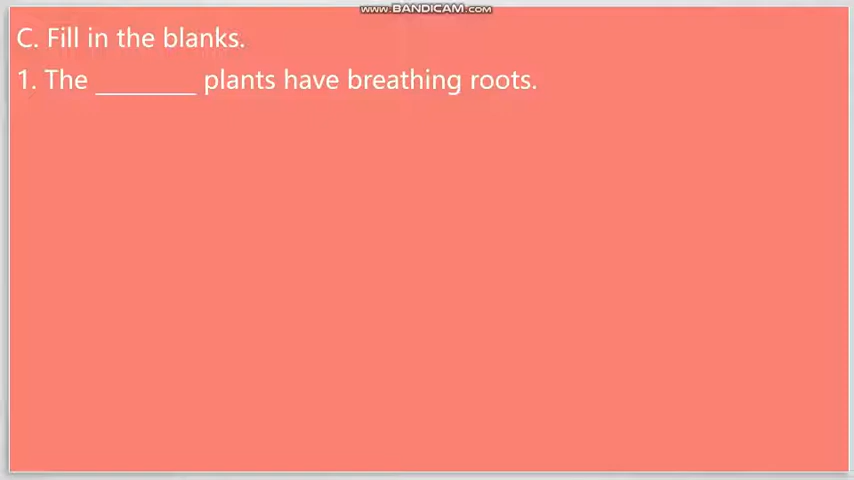 www.BANDICAM.com
C. Fill in the blanks.
1. The ________ plants have breathing roots.